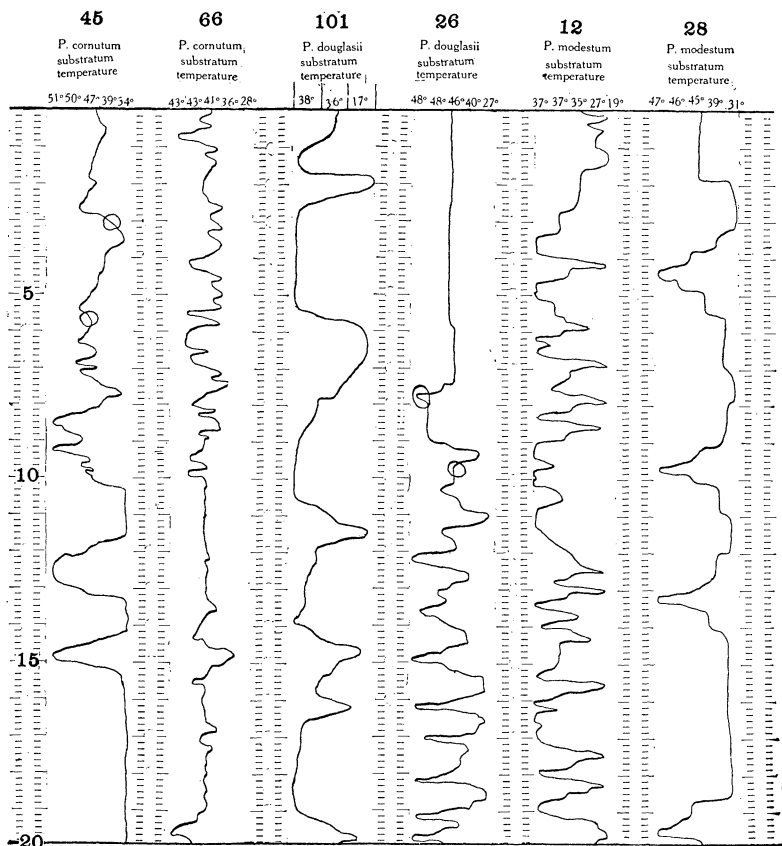 45 66 101 26 12 28
P. cornutum P. cornutum, P. douglasii P. douglasii P. modestum P. modestum
substratum substratum substratum substratum substratum substratum
temperature temperature temperature temperature temperature temperature
51° 50° 47° 39° 34° 43° 43° 41° 36° 28° 38° 36° 17° 48° 48° 46° 40° 27° 37° 37° 35° 27° 19° 47° 46° 45° 39° 31°
5
10
15
20